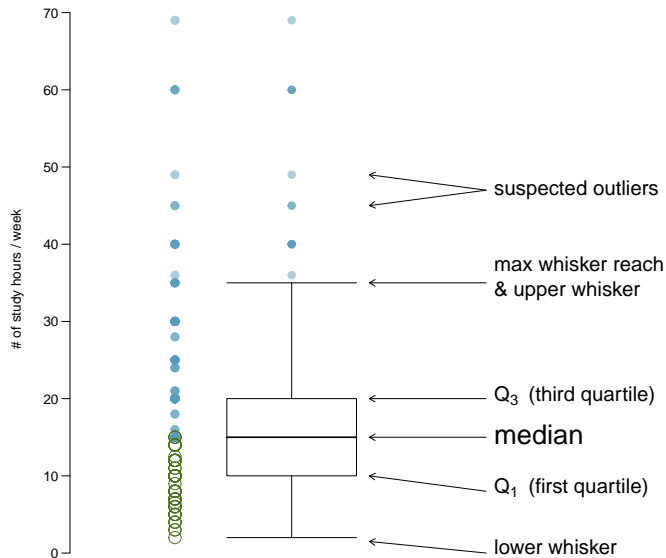 70
60
50
40
30
20
10
0
# of study hours / week
suspected outliers
max whisker reach
& upper whisker
Q3 (third quartile)
median
Q1 (first quartile)
lower whisker